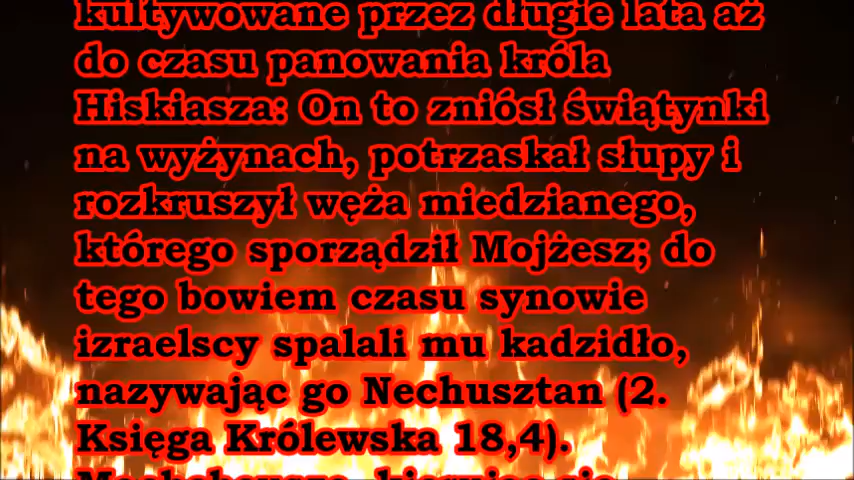 kultywowane przez długie lata aż
do czasu panowania króla
Hiskiasza: On to zniósł świątynki
na wyżynach, potrzaskał słupy i
rozkruszył węża miedzianego,
którego sporządził Mojżesz; do
tego bowiem czasu synowie
izraelscy spalali mu kadzidło,
nazywając go Nechusztan (2.
Księga Królewska 18,4).